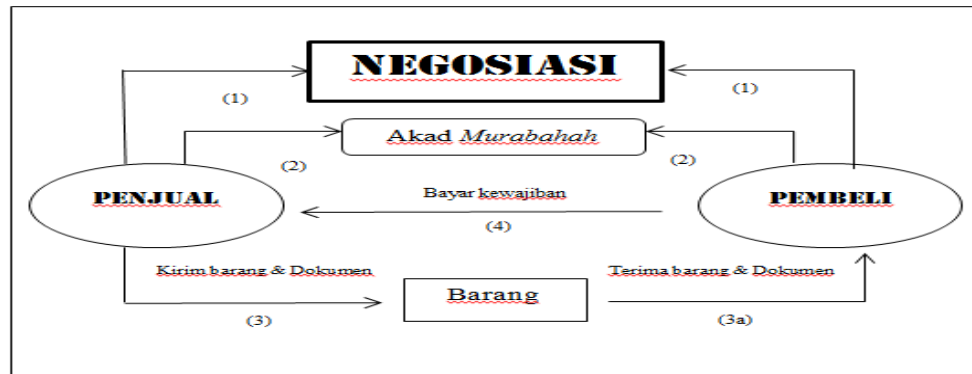 NEGOSIASI
(1)
(1)
Akad Murabahah
(2)
(2)
PENJUAL
Bayar kewajiban
PEMBELI
(4)
Kirim barang & Dokumen
Terima barang & Dokumen
Barang
(3)
(3a)